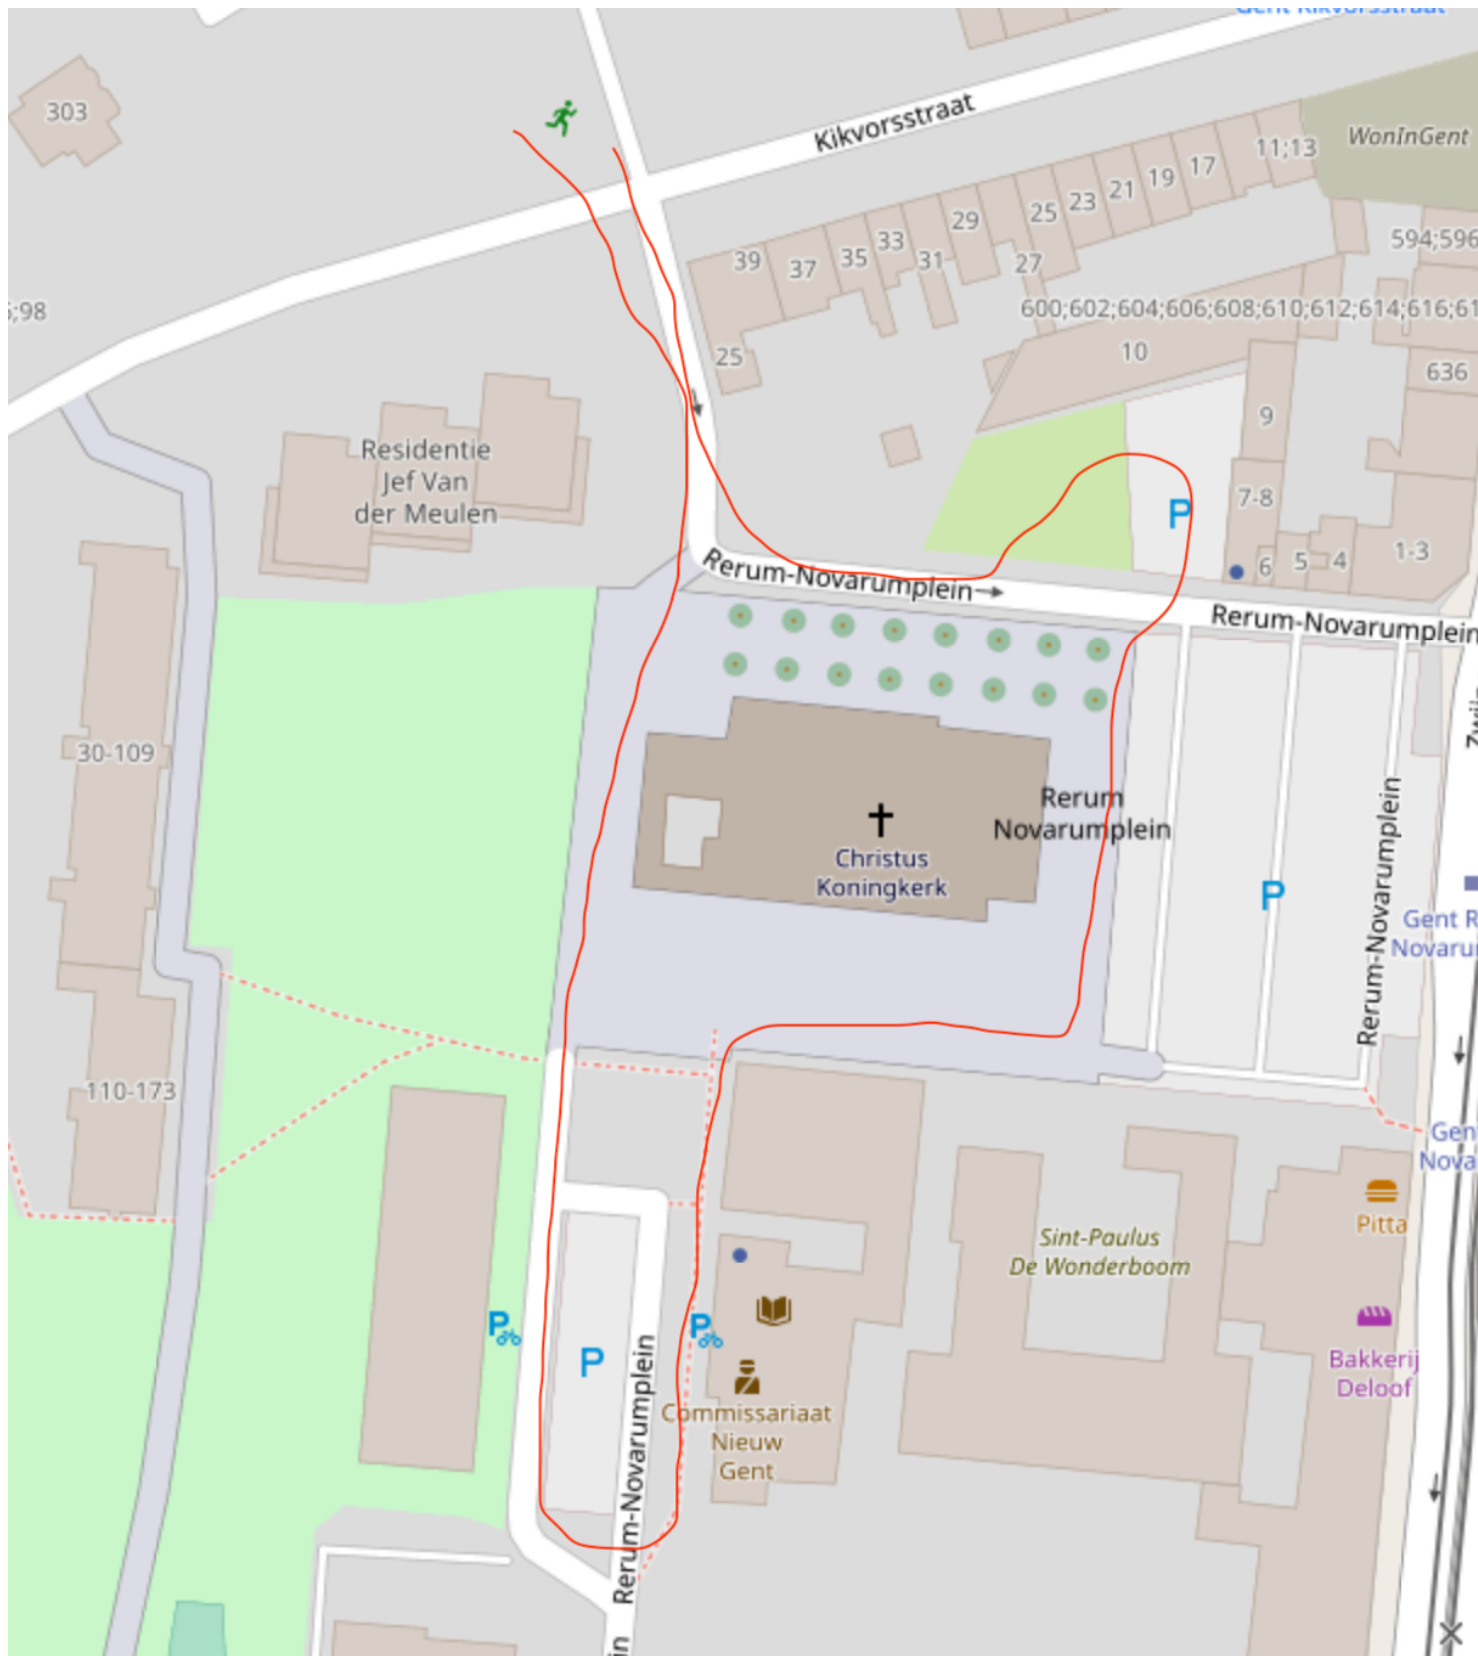 303
Kikvorsstraat
WonInGent
11;13
17
19
21
23
25
29
27
33
31
35
37
39
25
594;596
;98
600;602;604;606;608;610;612;614;616;61
10
636
9
Residentie
Jef Van
der Meulen
P
7-8
1-3
6
5
4
Rerum-Novarumplein
Rerum-Novarumplein
30-109
Rerum
Novarumplein
Christus
Koningkerk
P
Rerum-Novarumplein
Gent R
Novaru
110-173
Gen
Nova
Pitta
Sint-Paulus
De Wonderboom
P
P
P
Rerum-Novarumplein
Bakkerij
Deloof
Commissariaat
Nieuw
Gent
in